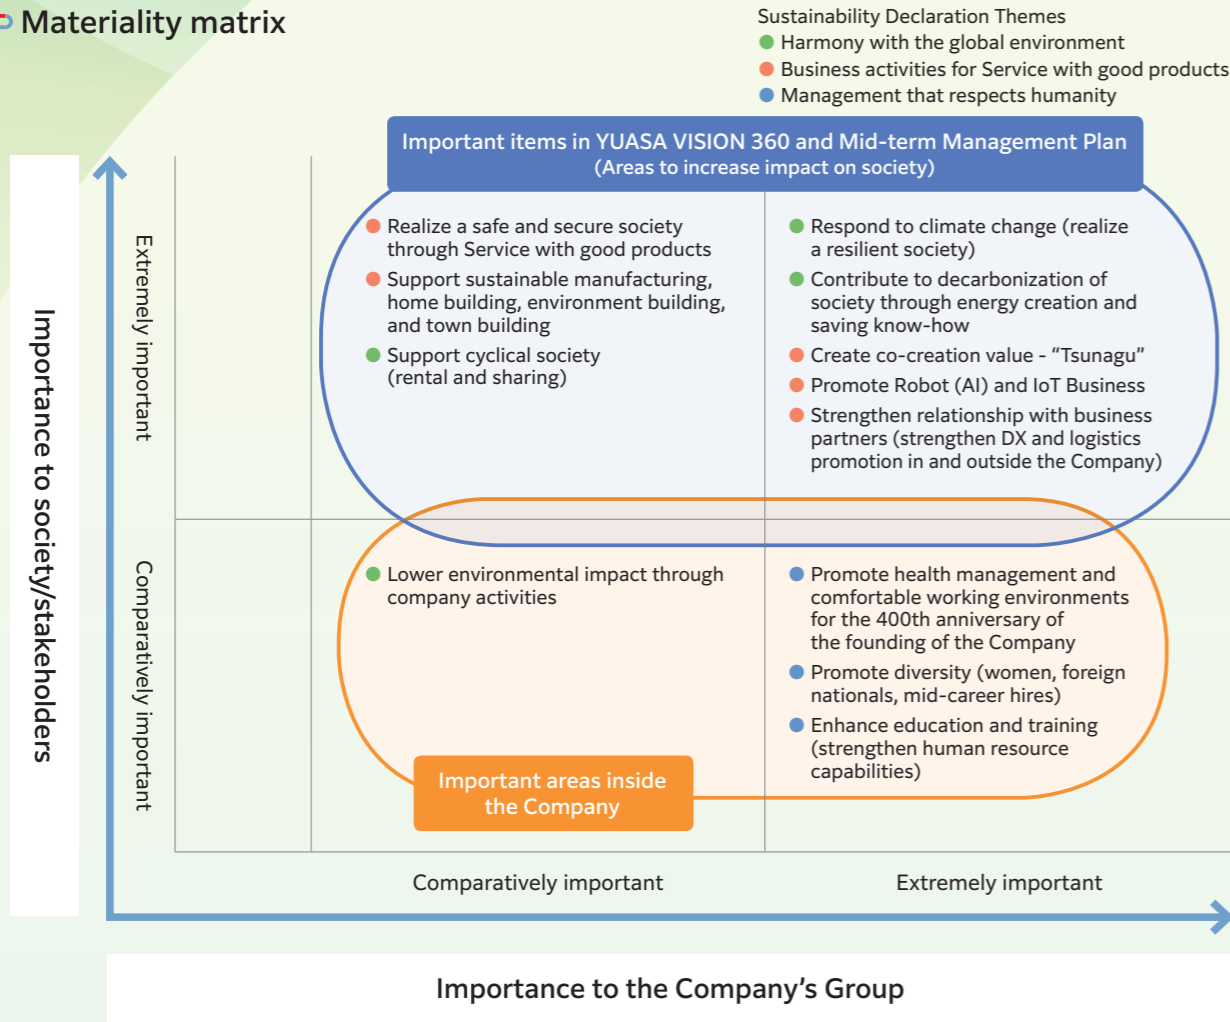 Materiality matrix
Sustainability Declaration Themes
Harmony with the global environment
Business activities for Service with good products
Management that respects humanity
Important items in YUASA VISION 360 and Mid-term Management Plan
(Areas to increase impact on society)
Importance to society/stakeholders
Extremely important
Realize a safe and secure society
through Service with good products
Support sustainable manufacturing,
home building, environment building,
and town building
Support cyclical society
(rental and sharing)
Respond to climate change (realize
a resilient society)
Contribute to decarbonization of
society through energy creation and
saving know-how
Create co-creation value - “Tsunagu”
Promote Robot (AI) and IoT Business
Strengthen relationship with business
partners (strengthen DX and logistics
promotion in and outside the Company)
Comparatively important
Lower environmental impact through
company activities
Promote health management and
comfortable working environments
for the 400th anniversary of
the founding of the Company
Promote diversity (women, foreign
nationals, mid-career hires)
Enhance education and training
(strengthen human resource
capabilities)
Important areas inside
the Company
Comparatively important
Extremely important
Importance to the Company’s Group